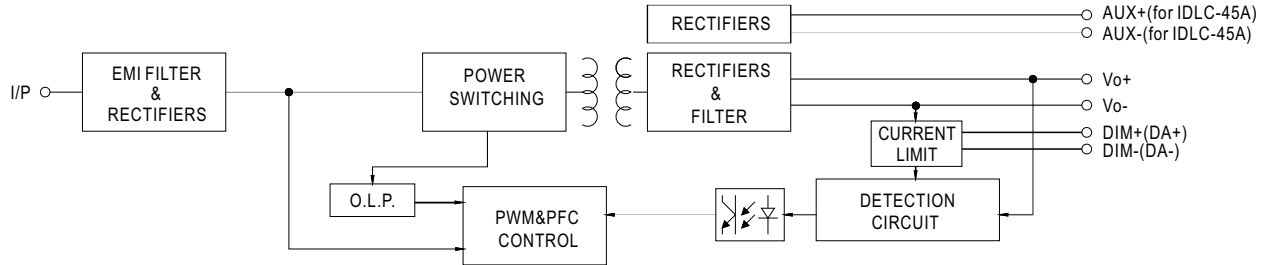 RECTIFIERS
AUX+(for IDLC-45A)
AUX-(for IDLC-45A)
I/P
EMI FILTER
&
RECTIFIERS
POWER
SWITCHING
RECTIFIERS
&
FILTER
Vo+
Vo-
CURRENT
LIMIT
DIM+(DA+)
DIM-(DA-)
O.L.P.
PWM&PFC
CONTROL
DETECTION
CIRCUIT